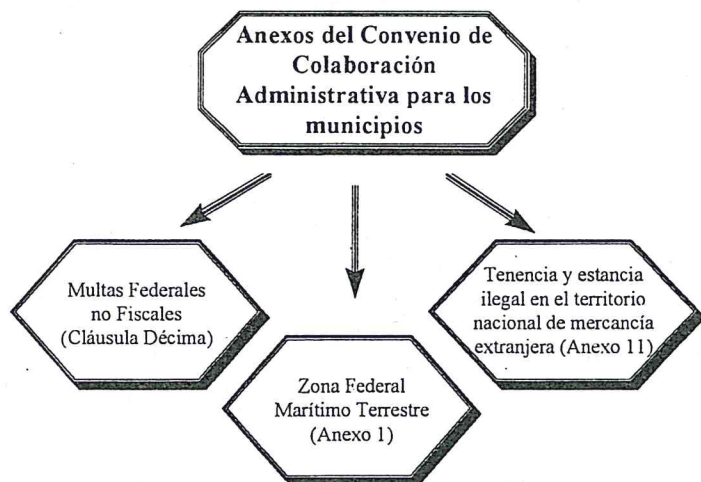 Anexos del Convenio de
Colaboración
Administrativa para los
municipios
Multas Federales
no Fiscales
(Cláusula Décima)
Zona Federal
Marítimo Terrestre
(Anexo 1)
Tenencia y estancia
ilegal en el territorio
nacional de mercancía
extranjera (Anexo 11)